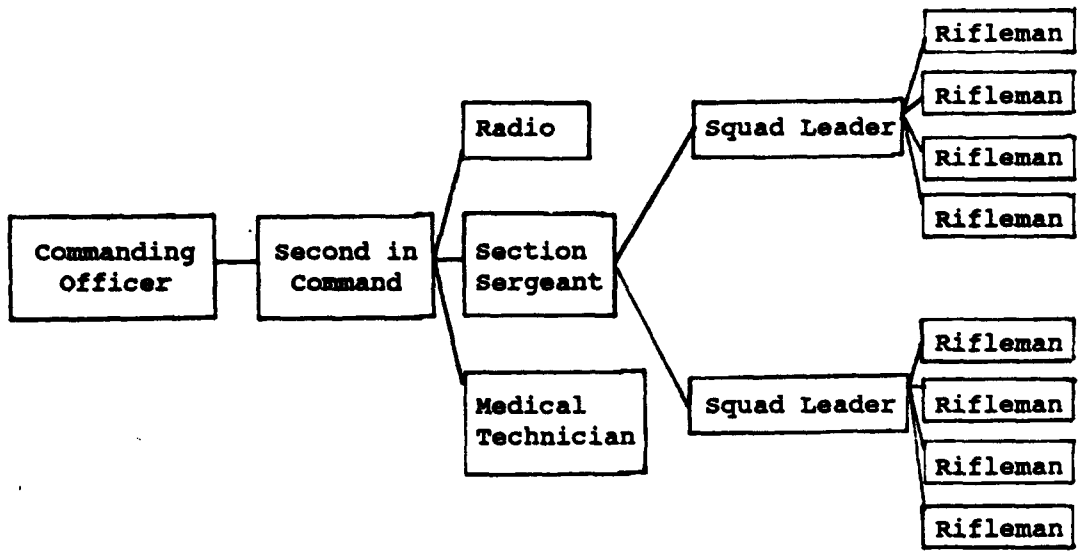 Commanding
Officer
Second in
Command
Radio
Section
Sergeant
Medical
Technician
Squad Leader
Rifleman
Rifleman
Rifleman
Rifleman
Squad Leader
Rifleman
Rifleman
Rifleman
Rifleman